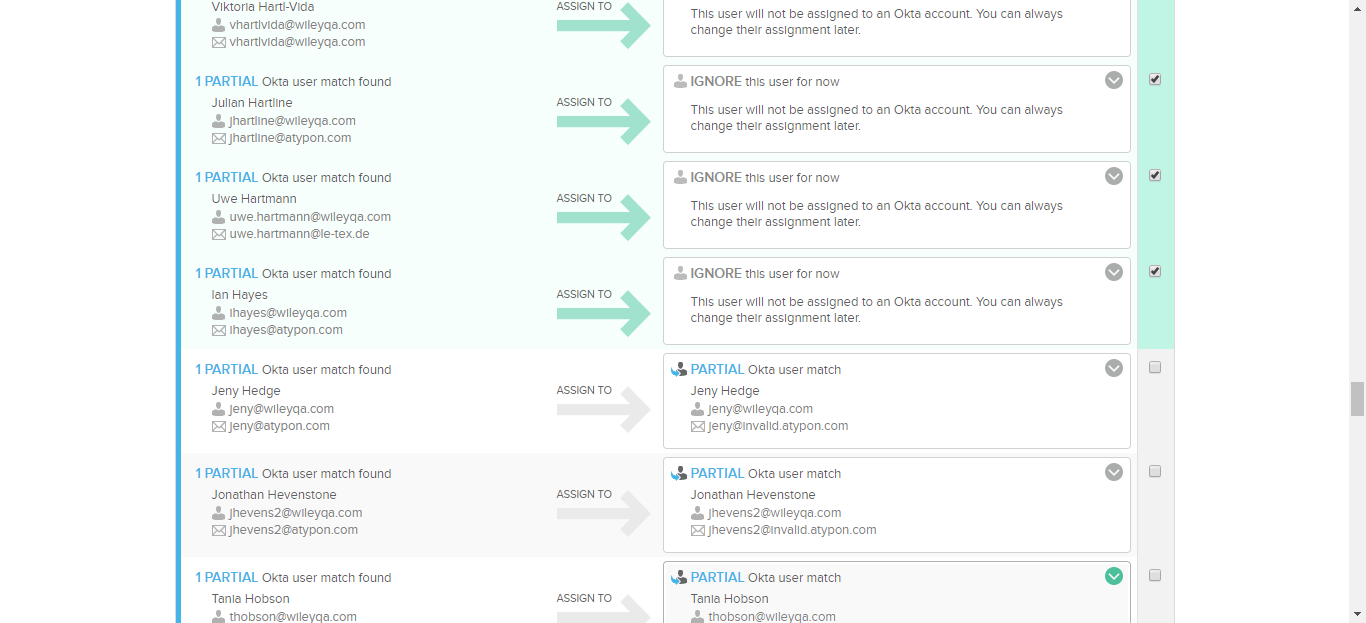 Viktoria Hartl-Vida
vhartlvida@wileyqa.com
vhartlvida@wileyqa.com
ASSIGN TO
This user will not be assigned to an Okta account. You can always
change their assignment later.
1 PARTIAL Okta user match found
Julian Hartline
jhartline@wileyqa.com
jhartline@atypon.com
ASSIGN TO
IGNORE this user for now
This user will not be assigned to an Okta account. You can always
change their assignment later.
1 PARTIAL Okta user match found
Uwe Hartmann
uwe.hartmann@wileyqa.com
uwe.hartmann@le-tex.de
ASSIGN TO
IGNORE this user for now
This user will not be assigned to an Okta account. You can always
change their assignment later.
1 PARTIAL Okta user match found
Ian Hayes
ihayes@wileyqa.com
ihayes@atypon.com
ASSIGN TO
IGNORE this user for now
This user will not be assigned to an Okta account. You can always
change their assignment later.
1 PARTIAL Okta user match found
Jeny Hedge
jeny@wileyqa.com
jeny@atypon.com
ASSIGN TO
PARTIAL Okta user match
Jeny Hedge
jeny@wileyqa.com
jeny@invalid.atypon.com
1 PARTIAL Okta user match found
Jonathan Hevenstone
jhevens2@wileyqa.com
jhevens2@atypon.com
ASSIGN TO
PARTIAL Okta user match
Jonathan Hevenstone
jhevens2@wileyqa.com
jhevens2@invalid.atypon.com
1 PARTIAL Okta user match found
Tania Hobson
thobson@wileyqa.com
ASSIGN TO
PARTIAL Okta user match
Tania Hobson
thobson@wileyqa.com